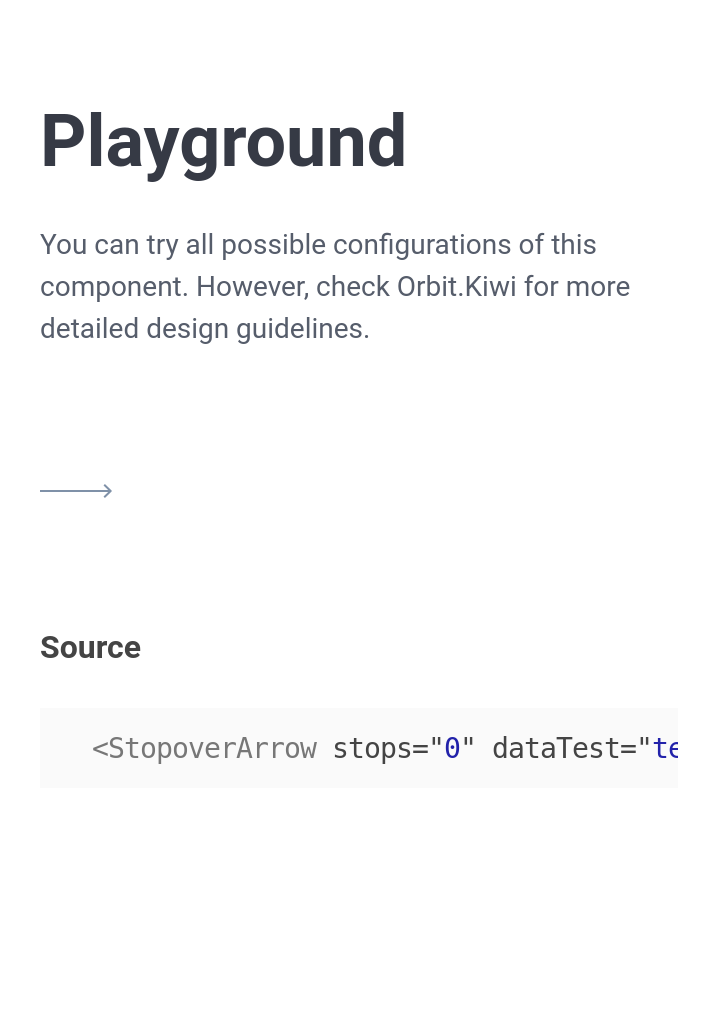 Playground
You can try all possible configurations of this
component. However, check Orbit.Kiwi for more
detailed design guidelines.
Source
<StopoverArrow stops="0" dataTest="te